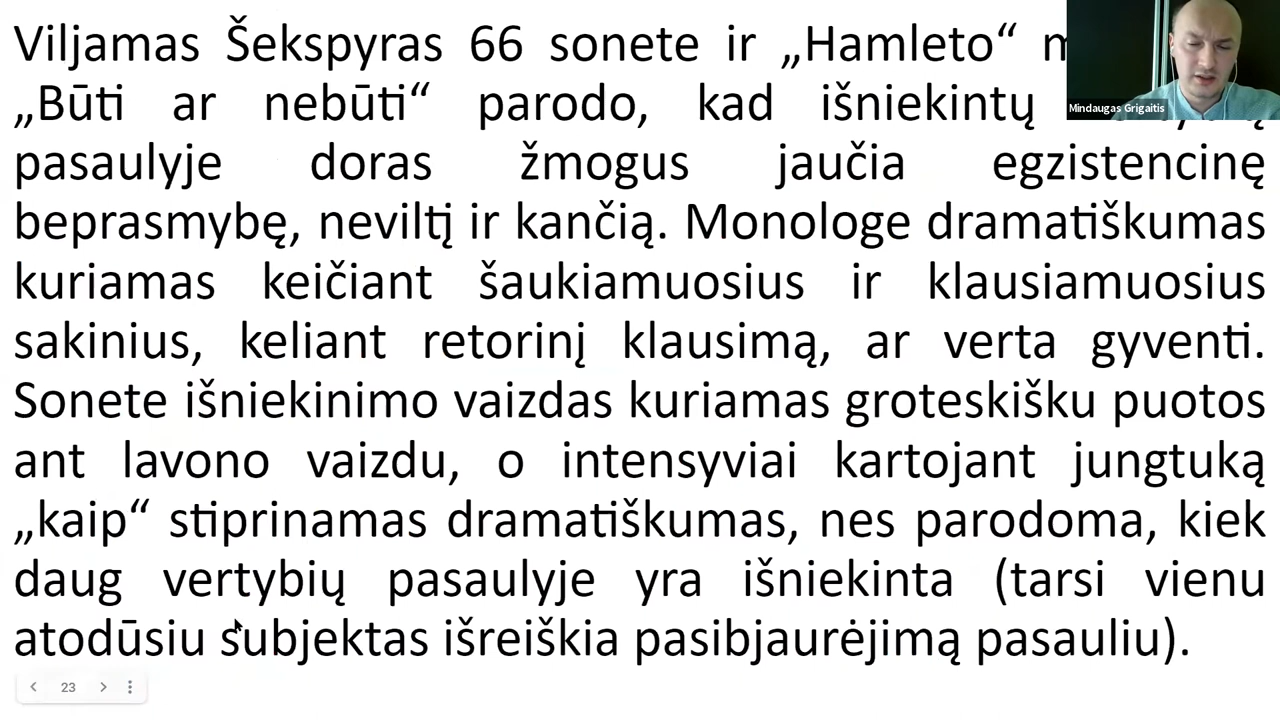 Viljamas Šekspyras 66 sonete ir „Hamleto“
„Būti ar nebūti“ parodo, kad išniekintų
Mindaugas Grigaitis
pasaulyje doras žmogus jaučia egzistencinę
beprasmybę, neviltį ir kančią. Monologe dramatiškumas
kuriamas keičiant šaukiamuosius ir klausiamuosius
sakinius, keliant retorinį klausimą, ar verta gyventi.
Sonete išniekinimo vaizdas kuriamas groteskišku puotos
ant lavono vaizdu, o intensyviai kartojant jungtuką
„kaip“ stiprinamas dramatiškumas, nes parodoma, kiek
daug vertybių pasaulyje yra išniekinta (tarsi vienu
atodūsiu subjektas išreiškia pasibjaurėjimą pasauliu).
23